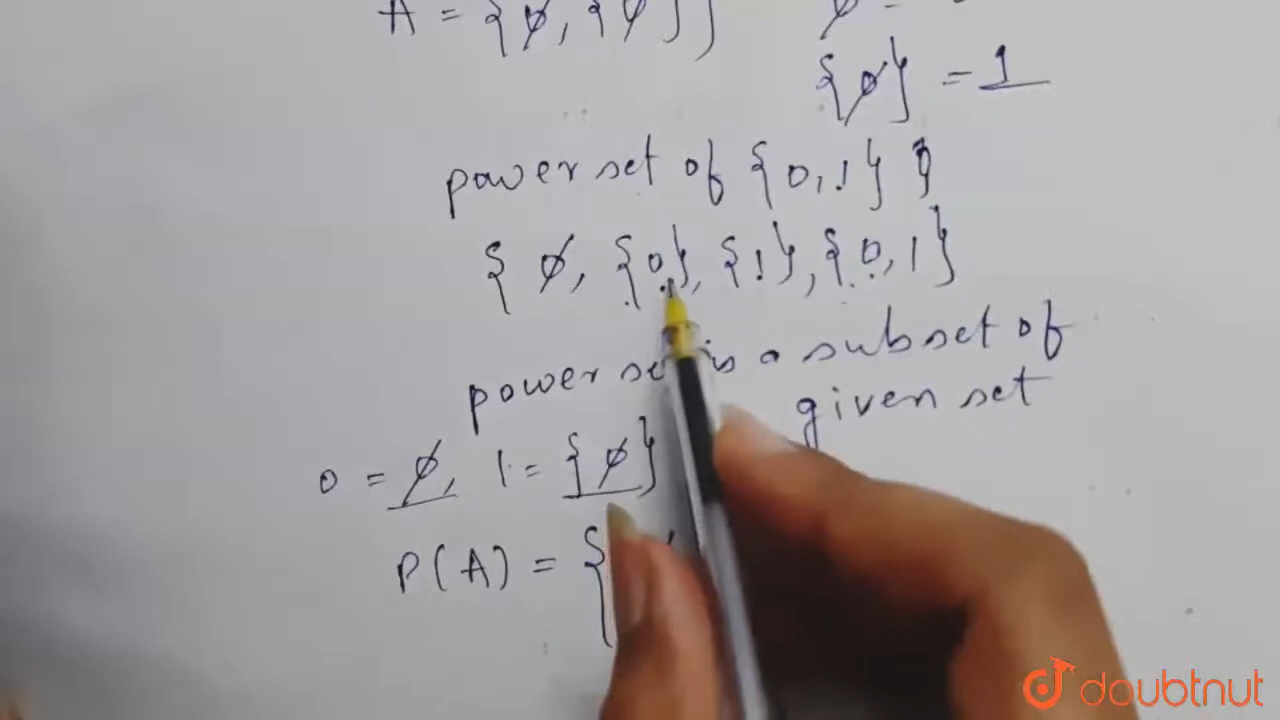 A = {φ, {φ}}
{φ} = 1
power set of {0, 1}
{ φ, {0}, {1}, {0, 1}
power set is a subset of
given set
0 = φ, 1 = {φ}
P(A) = {
doubtnut